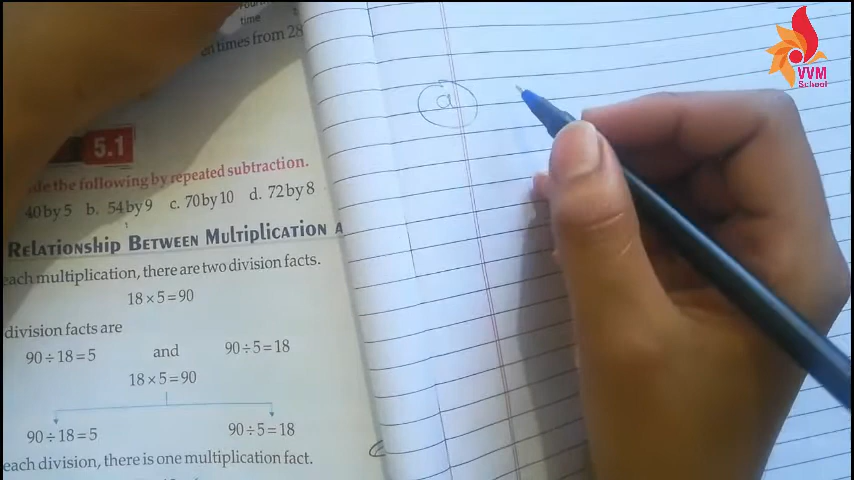 time
en times from 28
5.1
de the following by repeated subtraction.
40 by 5 b. 54 by 9 c. 70 by 10 d. 72 by 8
RELATIONSHIP BETWEEN MULTIPLICATION A
each multiplication, there are two division facts.
18 × 5 = 90
division facts are
90 ÷ 18 = 5 and 90 ÷ 5 = 18
18 × 5 = 90
90 ÷ 18 = 5 90 ÷ 5 = 18
each division, there is one multiplication fact.
a
VVM
School